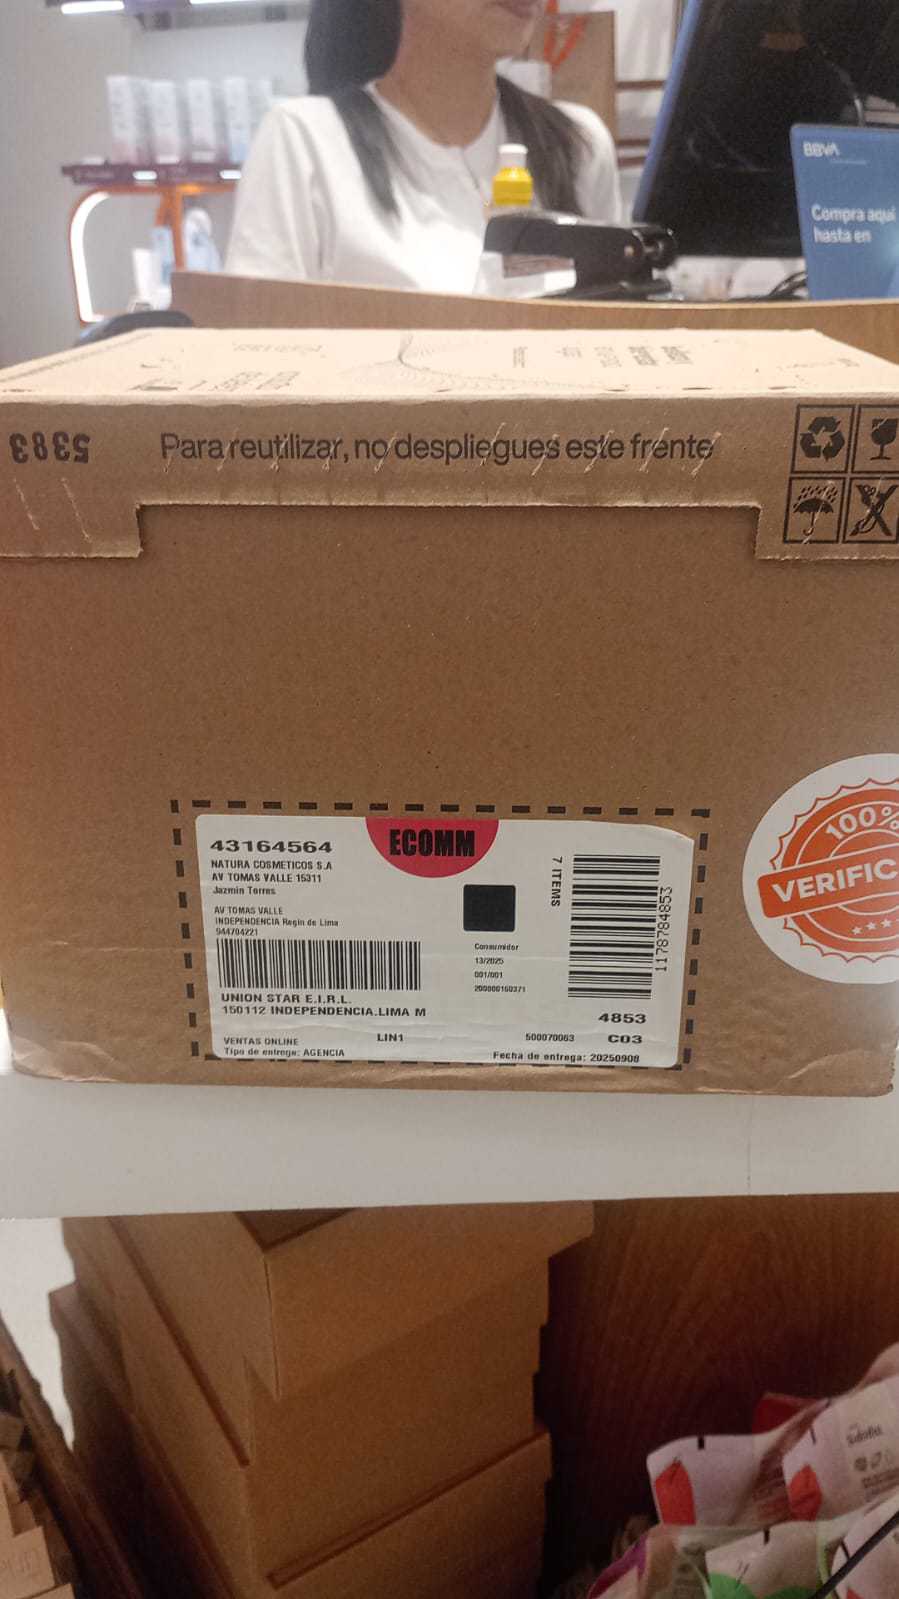 BBVA
Compra aquí
hasta en
5383
Para reutilizar, no despliegues este frente
43164564
NATURA COSMETICOS S.A
AV TOMAS VALLE 15311
Jazmin Torres
AV TOMAS VALLE
INDEPENDENCIA Regin de Lima
944704221
UNION STAR E.I.R.L.
150112 INDEPENDENCIA.LIMA M
VENTAS ONLINE
LIN1
Tipo de entrega: AGENCIA
ECOMM
Consumidor
13/2025
001/001
200000160371
7 ITEMS
1178784853
4853
500070063
C03
Fecha de entrega: 20250908
100%
VERIFIC